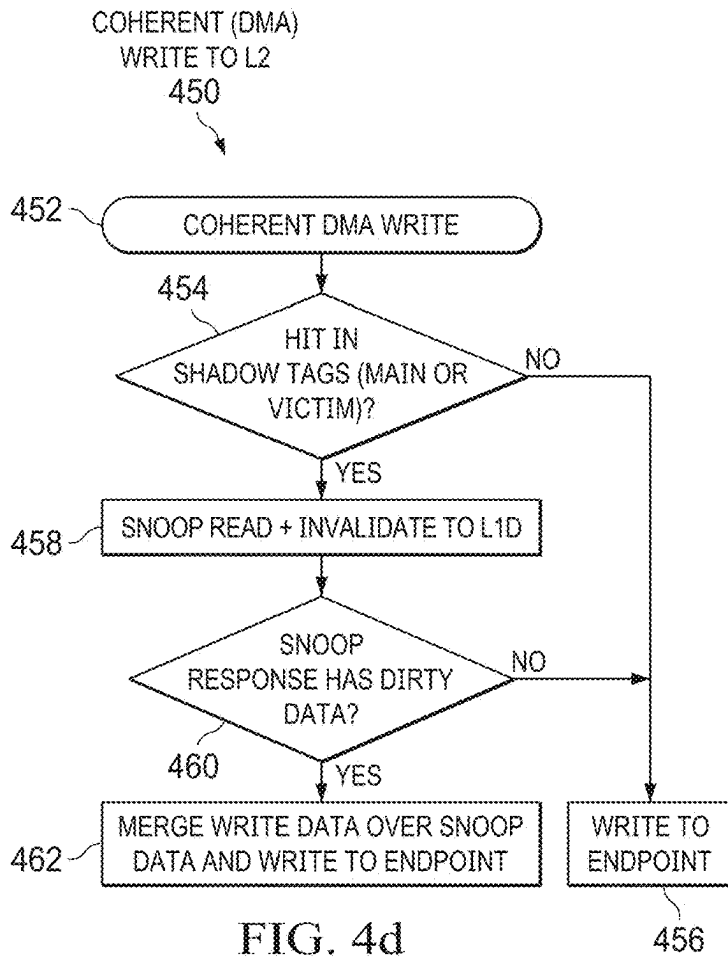 COHERENT (DMA)
WRITE TO L2
450
452
COHERENT DMA WRITE
454
HIT IN
SHADOW TAGS (MAIN OR
VICTIM)?
NO
YES
458
SNOOP READ + INVALIDATE TO L1D
SNOOP
RESPONSE HAS DIRTY
DATA?
NO
460
YES
462
MERGE WRITE DATA OVER SNOOP
DATA AND WRITE TO ENDPOINT
WRITE TO
ENDPOINT
456
FIG. 4d